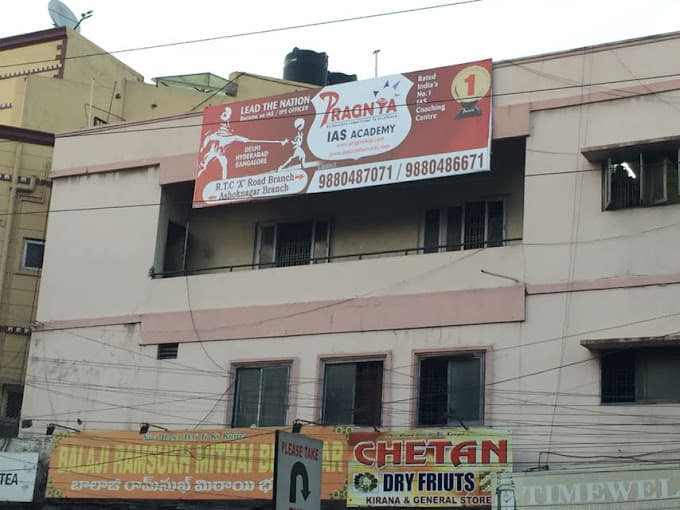 LEAD THE NATION
Become an IAS / IPS OFFICER
PRAGNYA
IAS ACADEMY
Rated
India's
No.1
IAS
Coaching
Centre
1
DELHI
HYDERABAD
BANGALORE
R.T.C 'X' Road Branch
Ashoknagar Branch
9880487071 / 9880486671
BALAJI RAMSUKH MITHAI
బాలాజీ రామ్‌సుఖ్ మిఠాయి
PLEASE
TAKE
CHETAN
DRY FRIUTS
KIRANA & GENERAL STORE
TEA
TIMEWEL